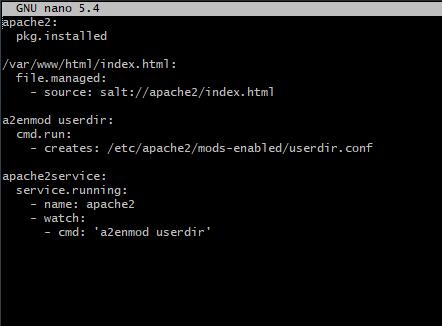 GNU nano 5.4
apache2:
  pkg.installed

/var/www/html/index.html:
  file.managed:
    - source: salt://apache2/index.html

a2enmod userdir:
  cmd.run:
    - creates: /etc/apache2/mods-enabled/userdir.conf

apache2service:
  service.running:
    - name: apache2
    - watch:
      - cmd: 'a2enmod userdir'